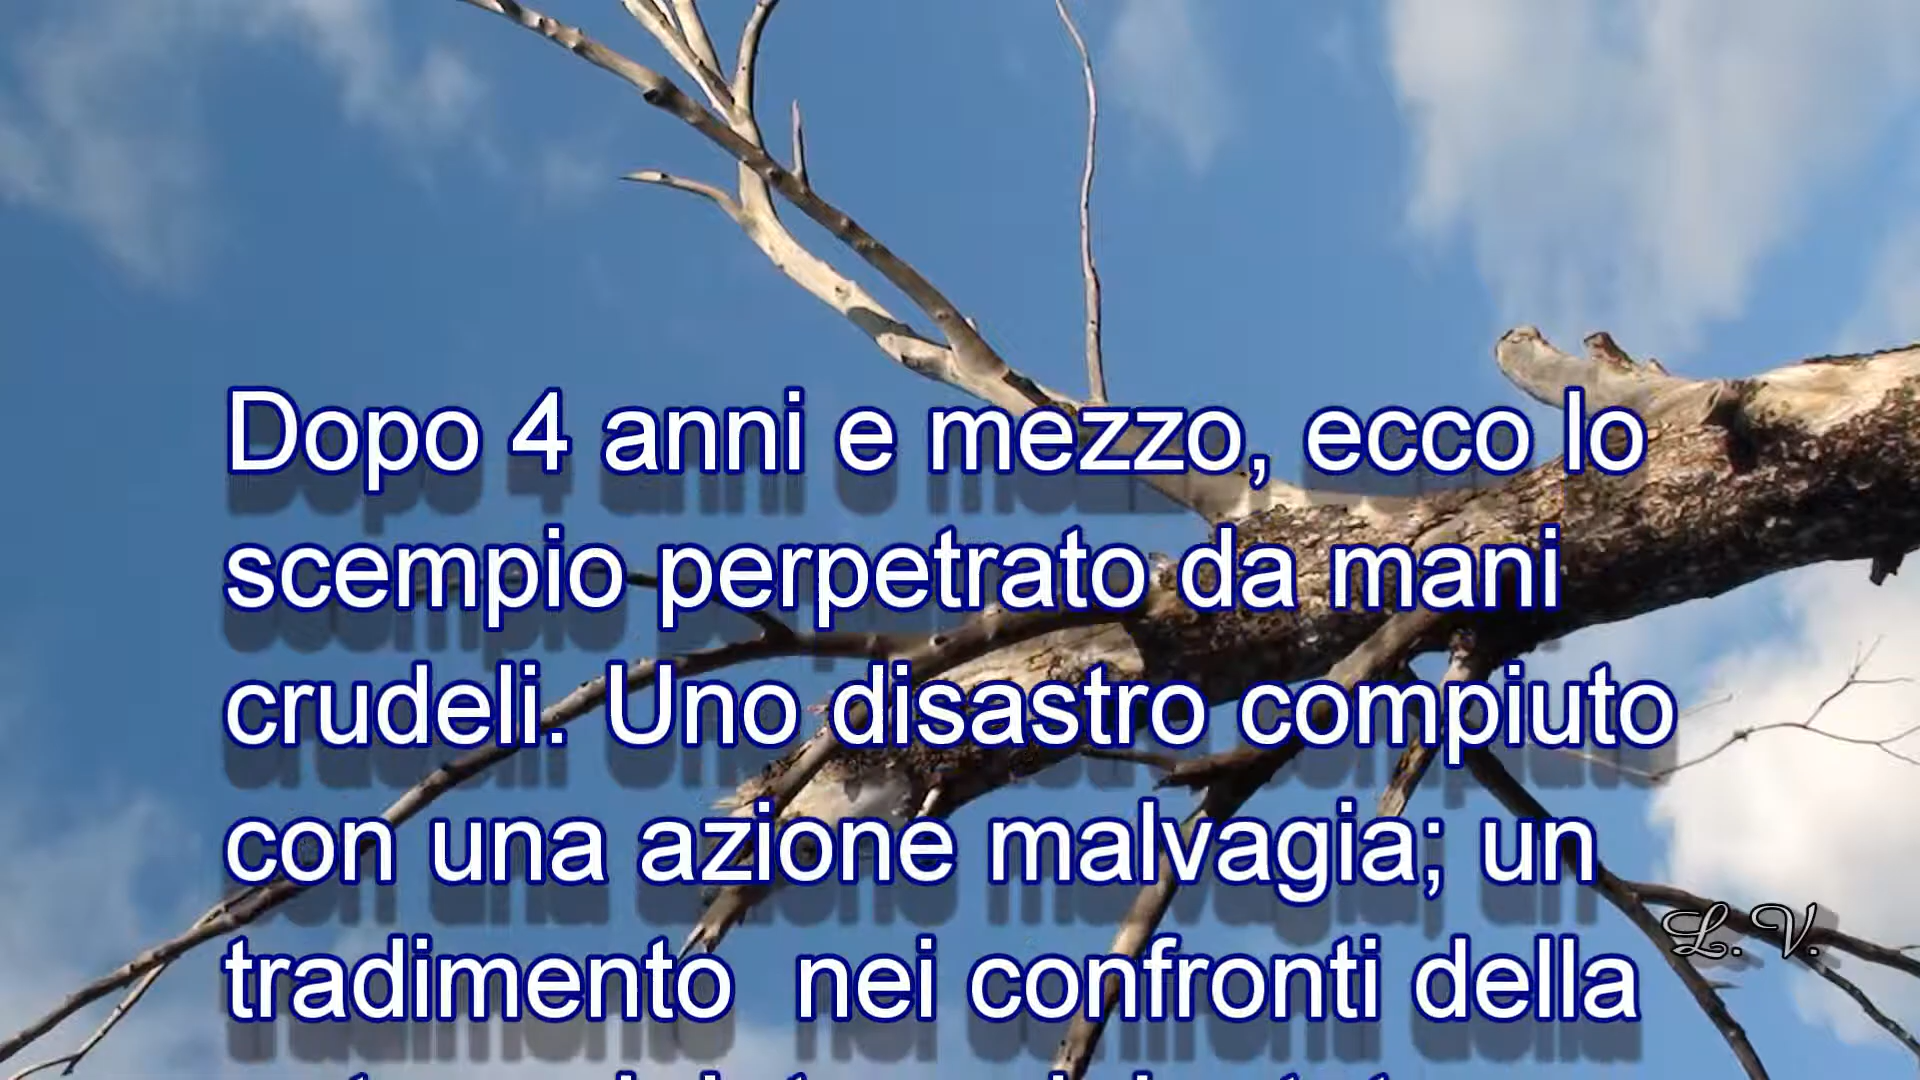 Dopo 4 anni e mezzo, ecco lo
scempio perpetrato da mani
crudeli. Uno disastro compiuto
con una azione malvagia; un
tradimento  nei confronti della
L. V.